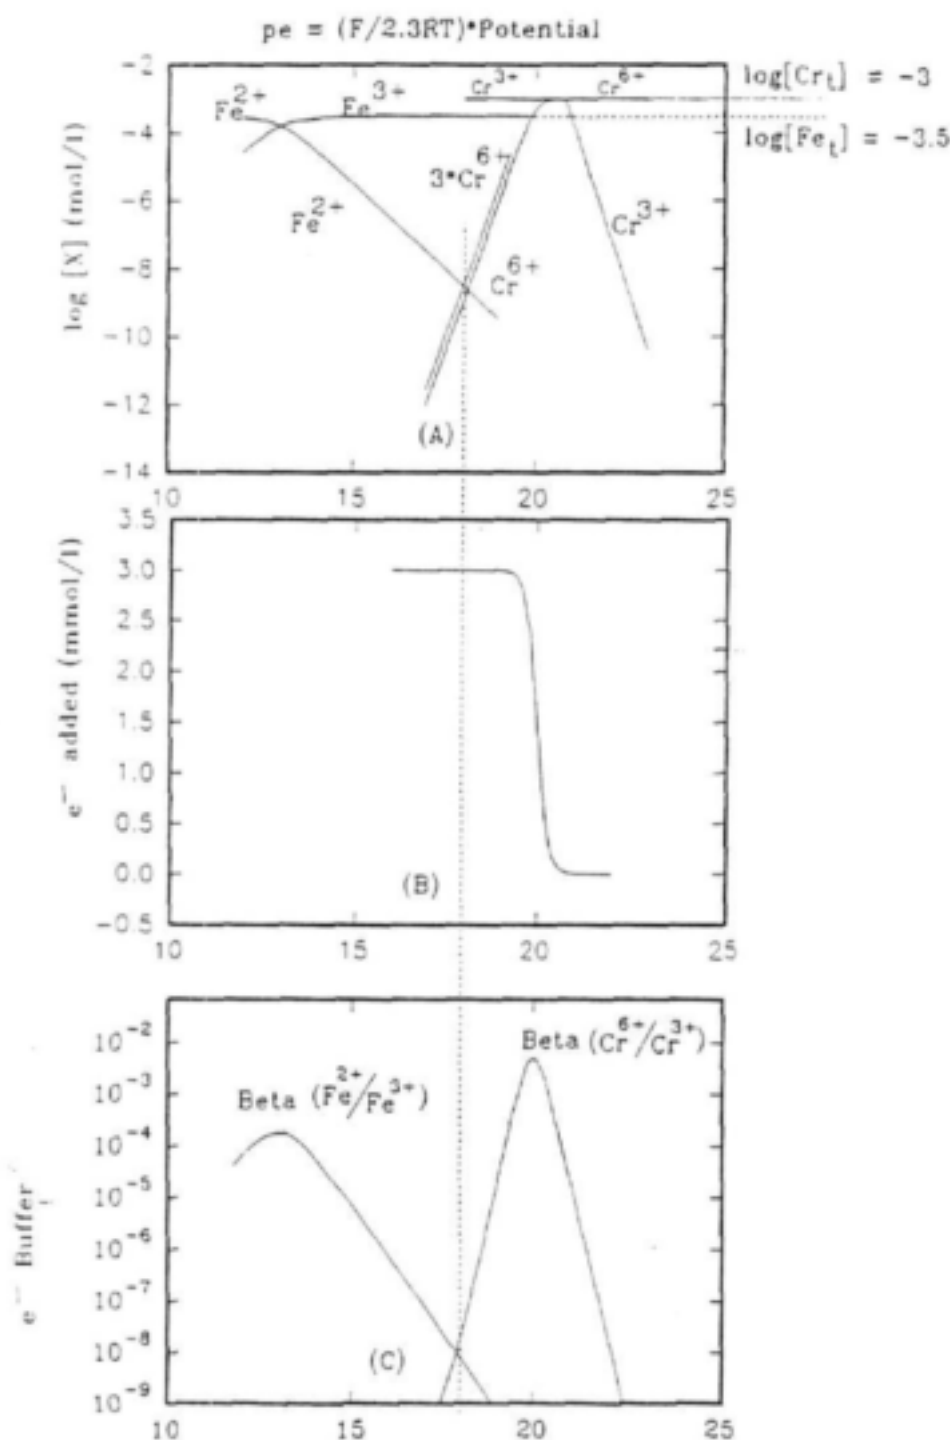 pe = (F/2.3RT)*Potential
-2
-4
-6
-8
-10
-12
-14
log [X] (mol/l)
Fe2+
Fe3+
Cr3+
Cr6+
log[Crt] = -3
log[Fet] = -3.5
3*Cr6+
Fe2+
Cr6+
Cr3+
(A)
10 15 20 25
3.5
3.0
2.5
2.0
1.5
1.0
0.5
0.0
-0.5
e− added (mmol/l)
(B)
10 15 20 25
10-2
10-3
10-4
10-5
10-6
10-7
10-8
10-9
e− Buffer
Beta (Fe2+/Fe3+)
Beta (Cr6+/Cr3+)
(C)
10 15 20 25